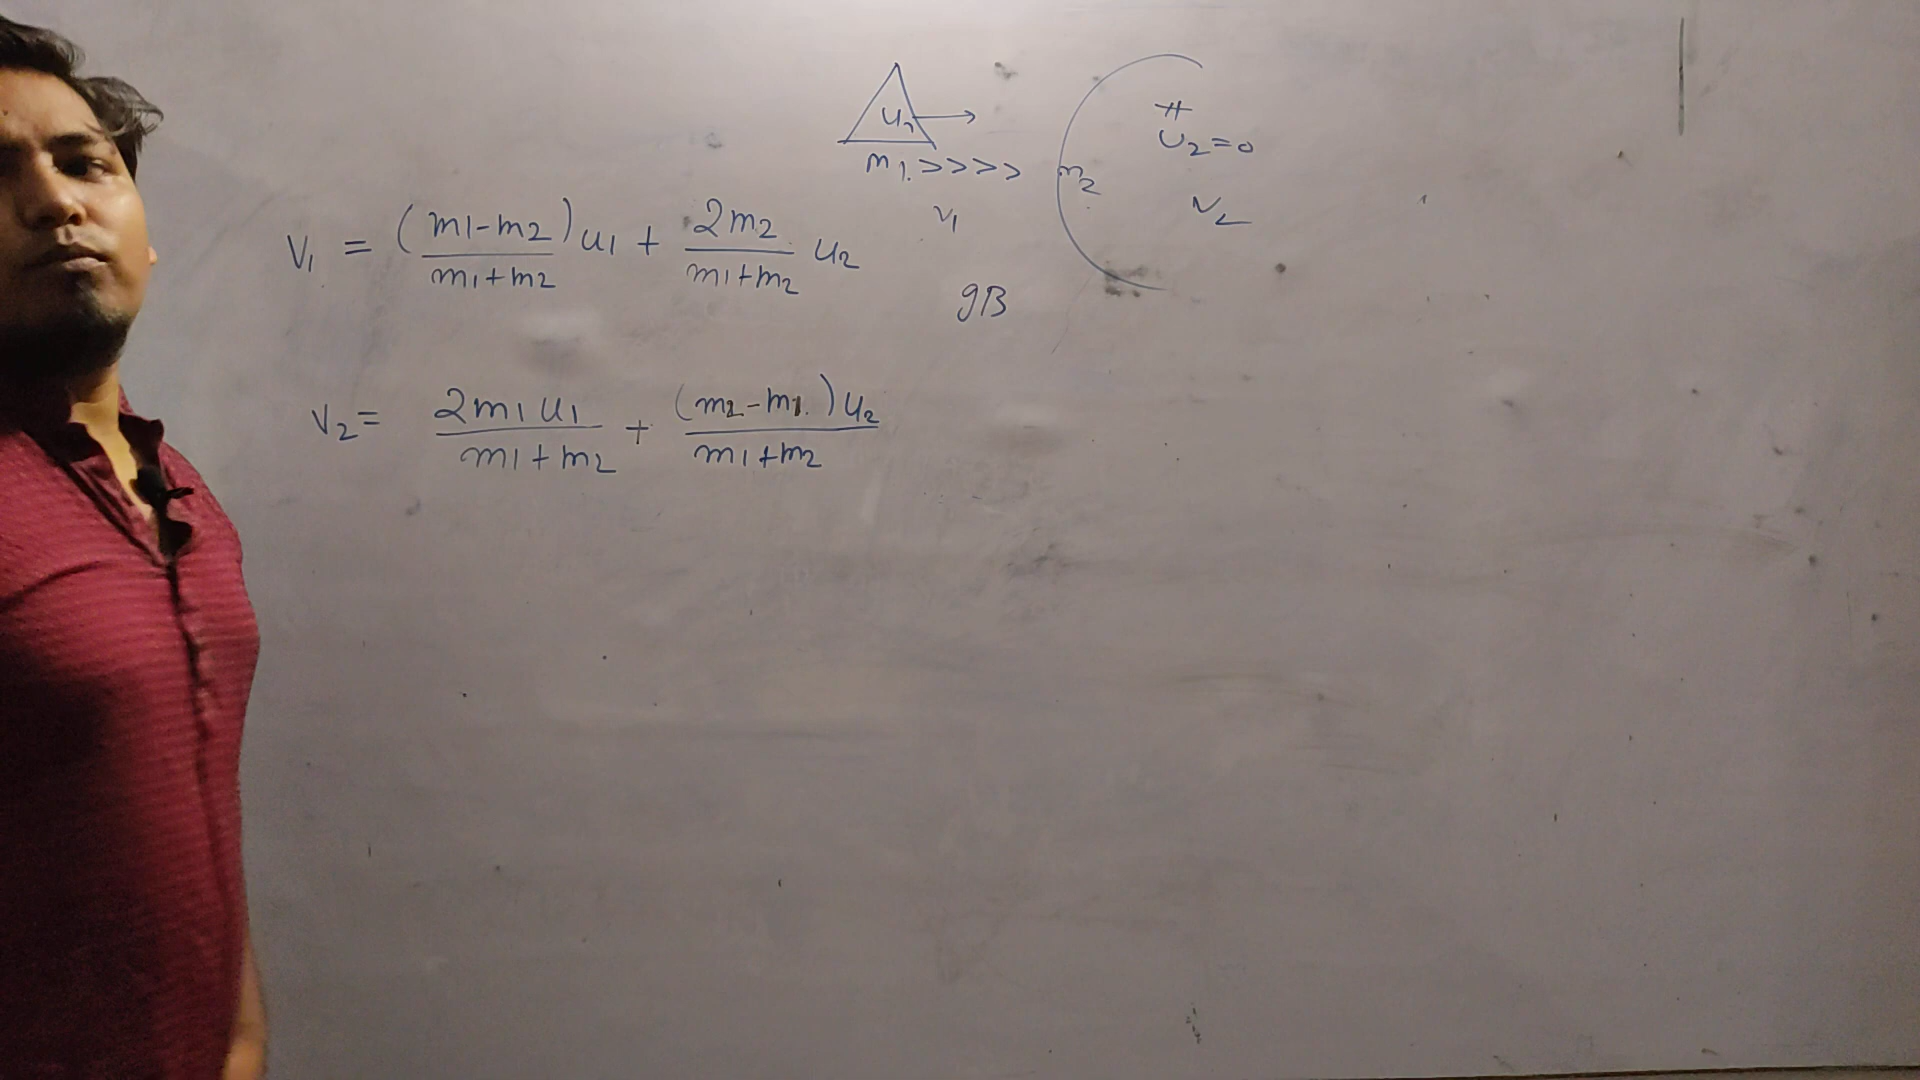 u₁
m₁ >>>> m₂
U₂=0
v₁
V₂
V₁ = (m1-m2)/(m1+m2) u1 + 2m2/(m1+m2) u2
gB
V₂ = 2m1u1/(m1+m2) + (m2-m1.)u2/(m1+m2)